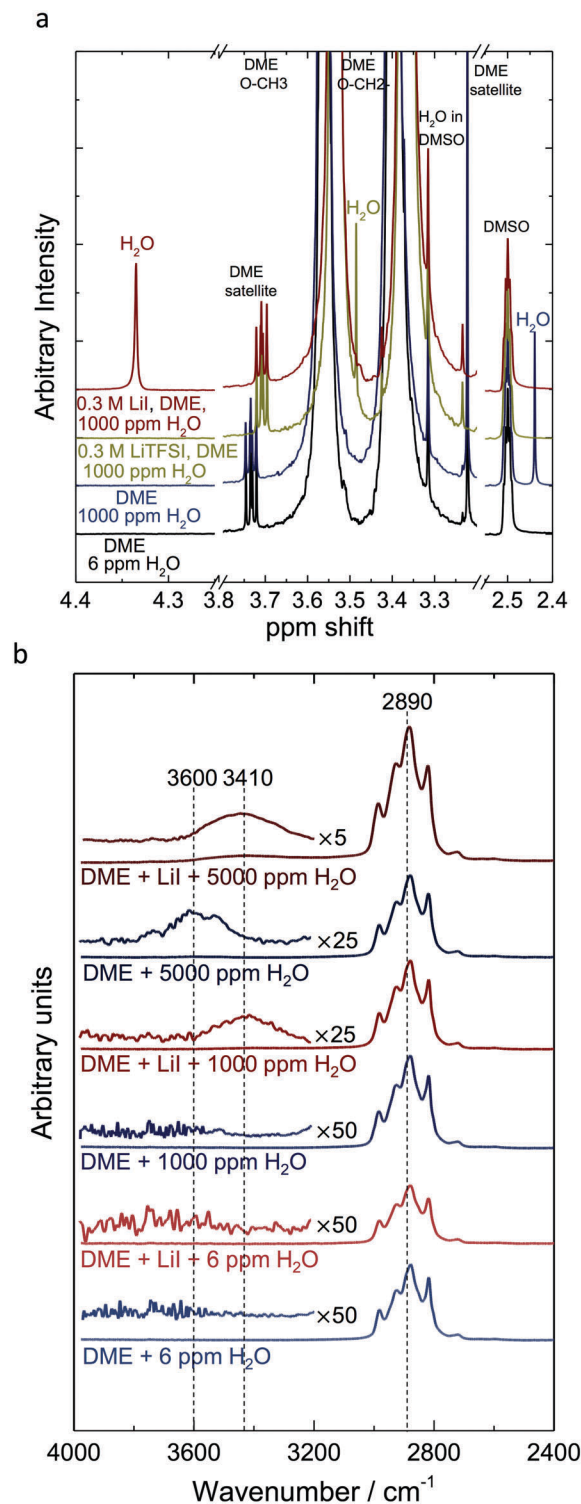 a
DME
O-CH3
DME
O-CH2-
DME
satellite
H2O in
DMSO
H2O
H2O
DME
satellite
DMSO
H2O
0.3 M LiI, DME,
1000 ppm H2O
0.3 M LiTFSI, DME
1000 ppm H2O
DME
1000 ppm H2O
DME
6 ppm H2O
Arbitrary Intensity
4.4 4.3 3.8 3.7 3.6 3.5 3.4 3.3 2.5 2.4
ppm shift
b
2890
3600 3410
×5
DME + LiI + 5000 ppm H2O
×25
DME + 5000 ppm H2O
×25
DME + LiI + 1000 ppm H2O
×50
DME + 1000 ppm H2O
×50
DME + LiI + 6 ppm H2O
×50
DME + 6 ppm H2O
Arbitrary units
4000 3600 3200 2800 2400
Wavenumber / cm-1